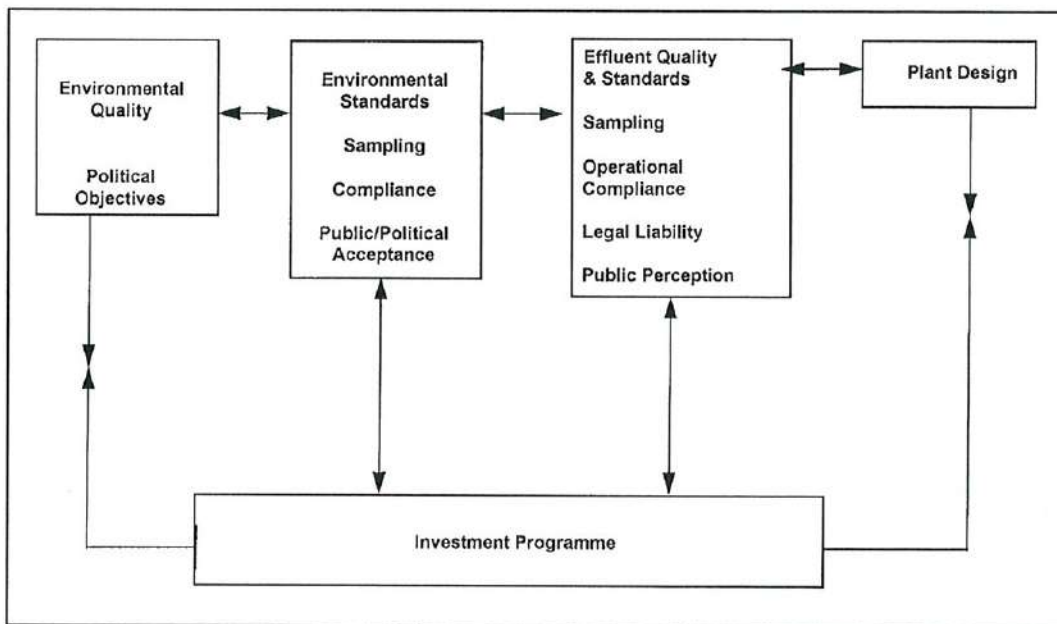 Environmental
Quality
Political
Objectives
Environmental
Standards
Sampling
Compliance
Public/Political
Acceptance
Effluent Quality
& Standards
Sampling
Operational
Compliance
Legal Liability
Public Perception
Plant Design
Investment Programme